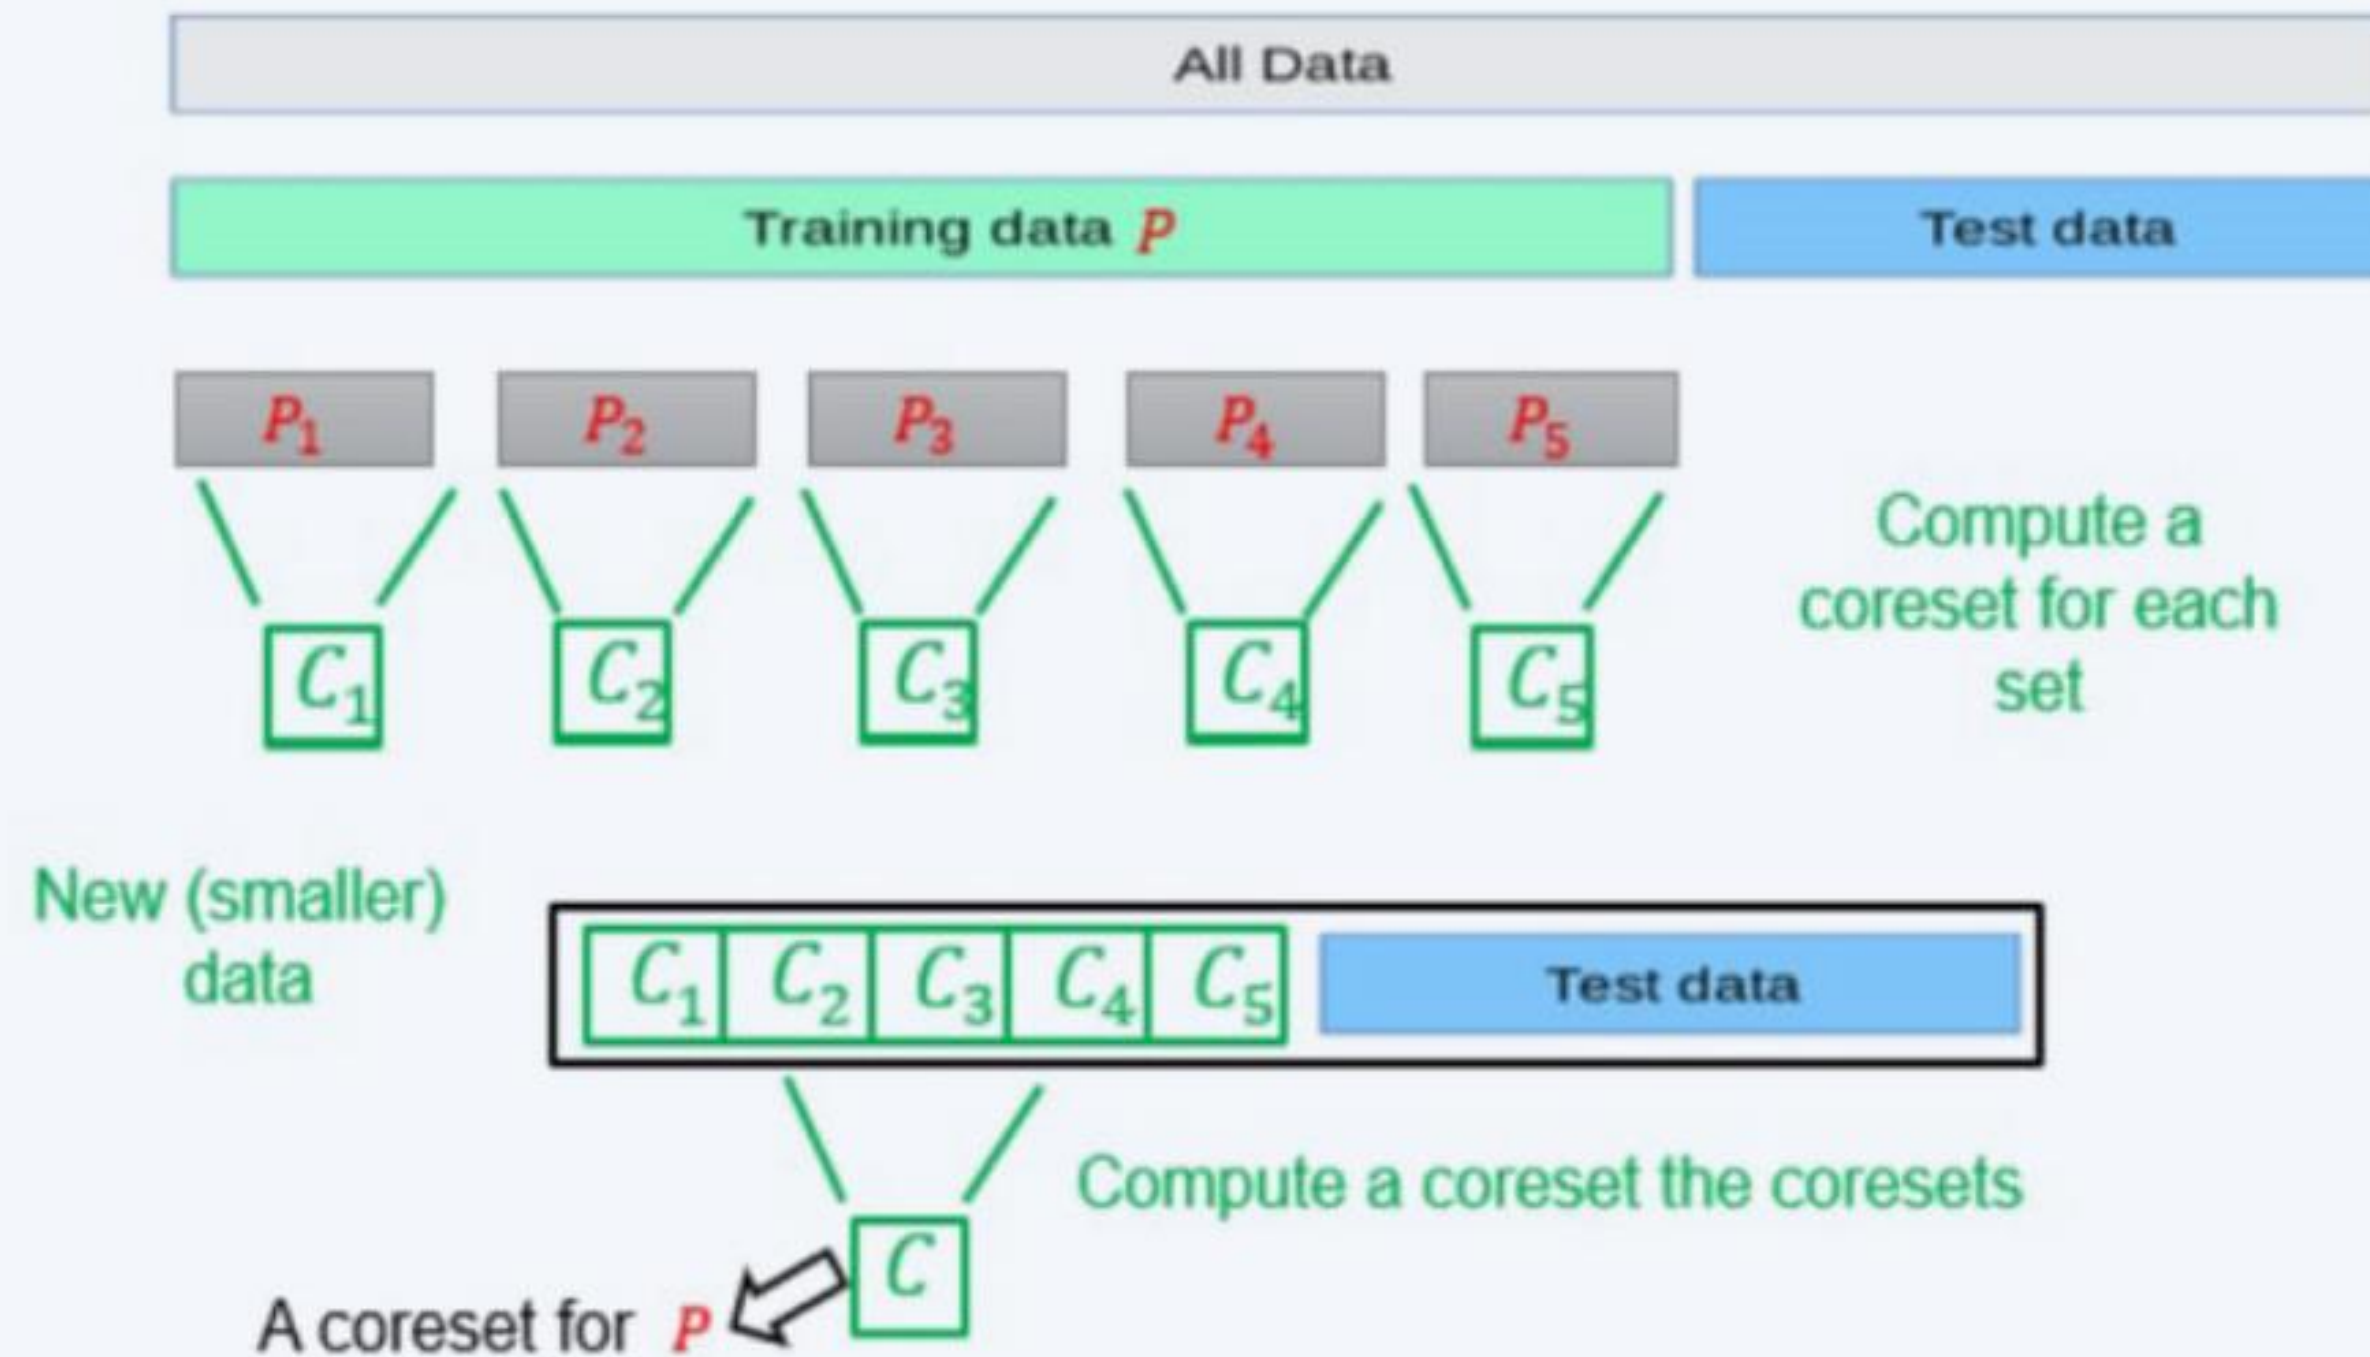 All Data
Training data P
Test data
P1
P2
P3
P4
P5
Compute a
coreset for each
set
C1
C2
C3
C4
C5
New (smaller)
data
C1
C2
C3
C4
C5
Test data
Compute a coreset the coresets
C
A coreset for P